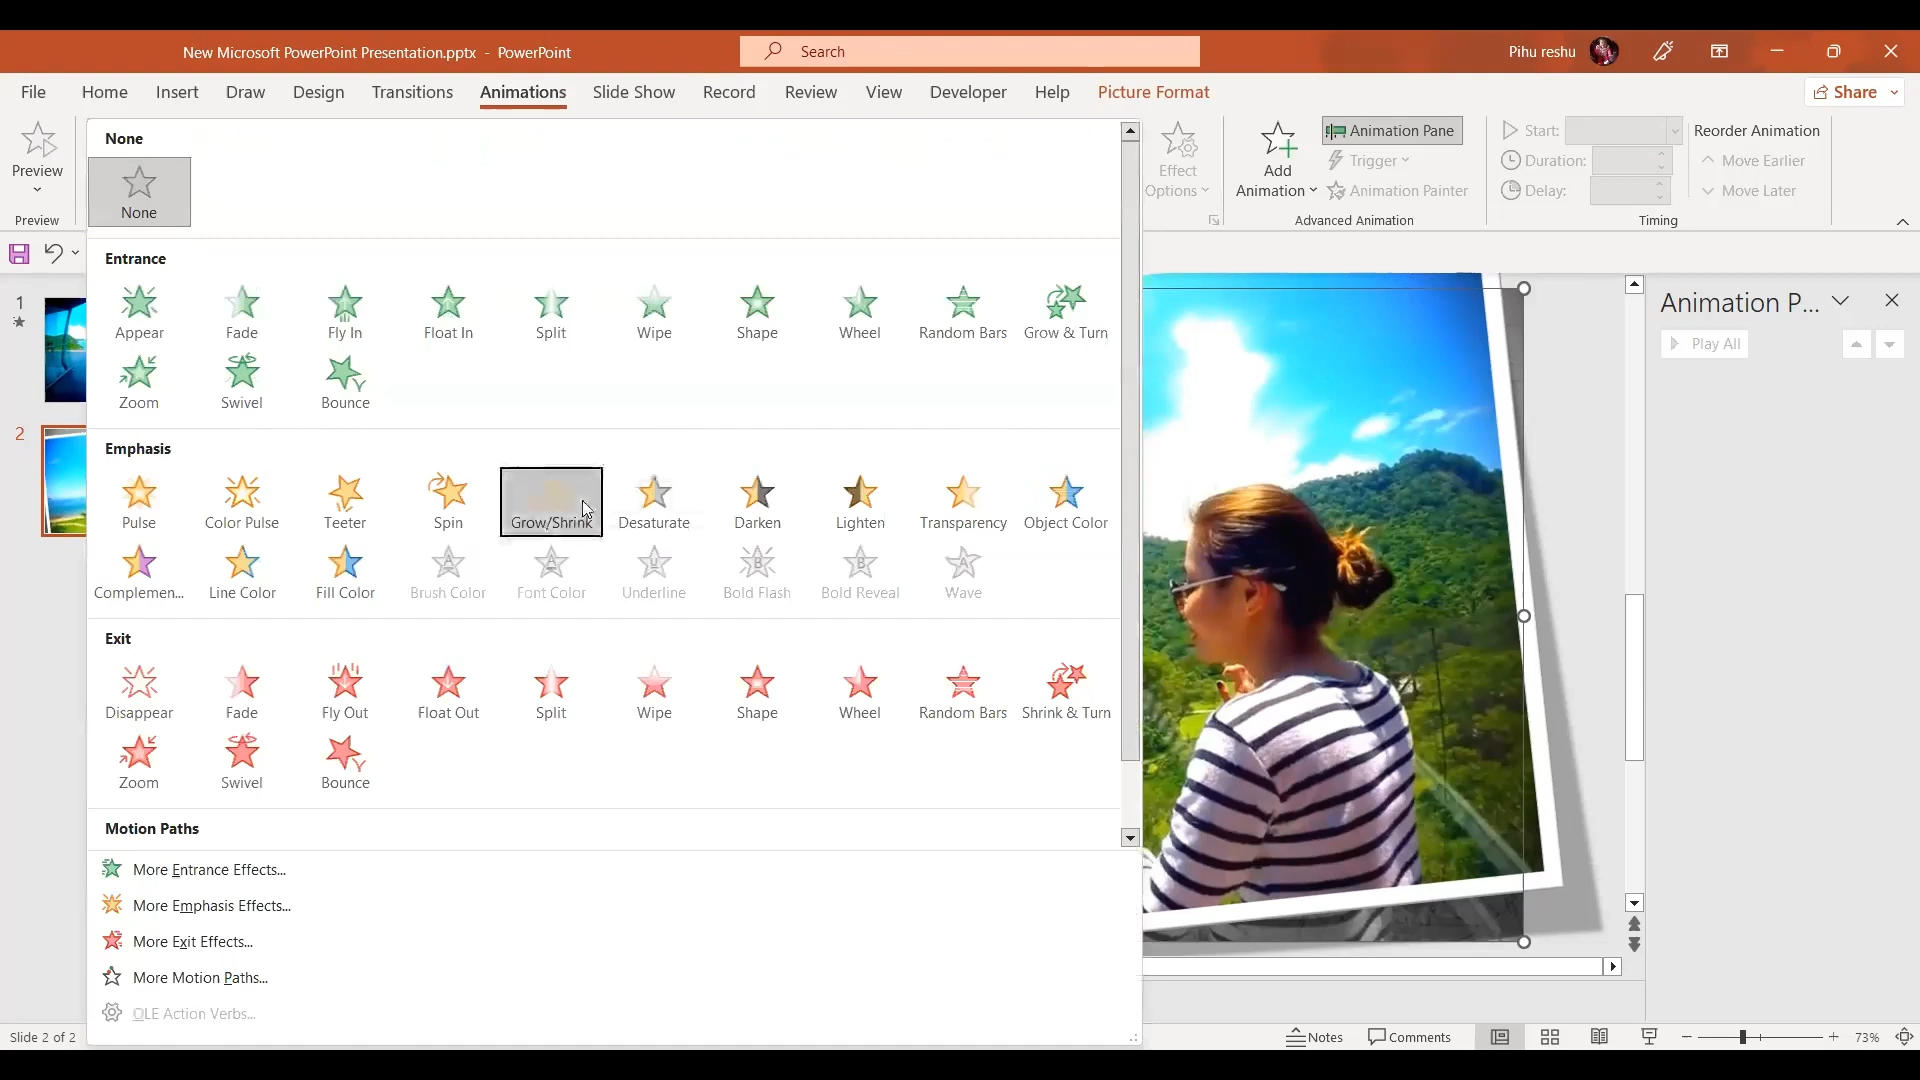 New Microsoft PowerPoint Presentation.pptx - PowerPoint
Search
Pihu reshu
File Home Insert Draw Design Transitions Animations Slide Show Record Review View Developer Help Picture Format
Share
Preview
Preview
Effect
Options
Add
Animation
Animation Pane
Trigger
Animation Painter
Advanced Animation
Start:
Duration:
Delay:
Reorder Animation
Move Earlier
Move Later
Timing
None
None
Entrance
Appear Fade Fly In Float In Split Wipe Shape Wheel Random Bars Grow & Turn
Zoom Swivel Bounce
Emphasis
Pulse Color Pulse Teeter Spin Grow/Shrink Desaturate Darken Lighten Transparency Object Color
Complemen... Line Color Fill Color Brush Color Font Color Underline Bold Flash Bold Reveal Wave
Exit
Disappear Fade Fly Out Float Out Split Wipe Shape Wheel Random Bars Shrink & Turn
Zoom Swivel Bounce
Motion Paths
More Entrance Effects...
More Emphasis Effects...
More Exit Effects...
More Motion Paths...
OLE Action Verbs...
1
2
Animation P...
Play All
Slide 2 of 2
Notes
Comments
73%